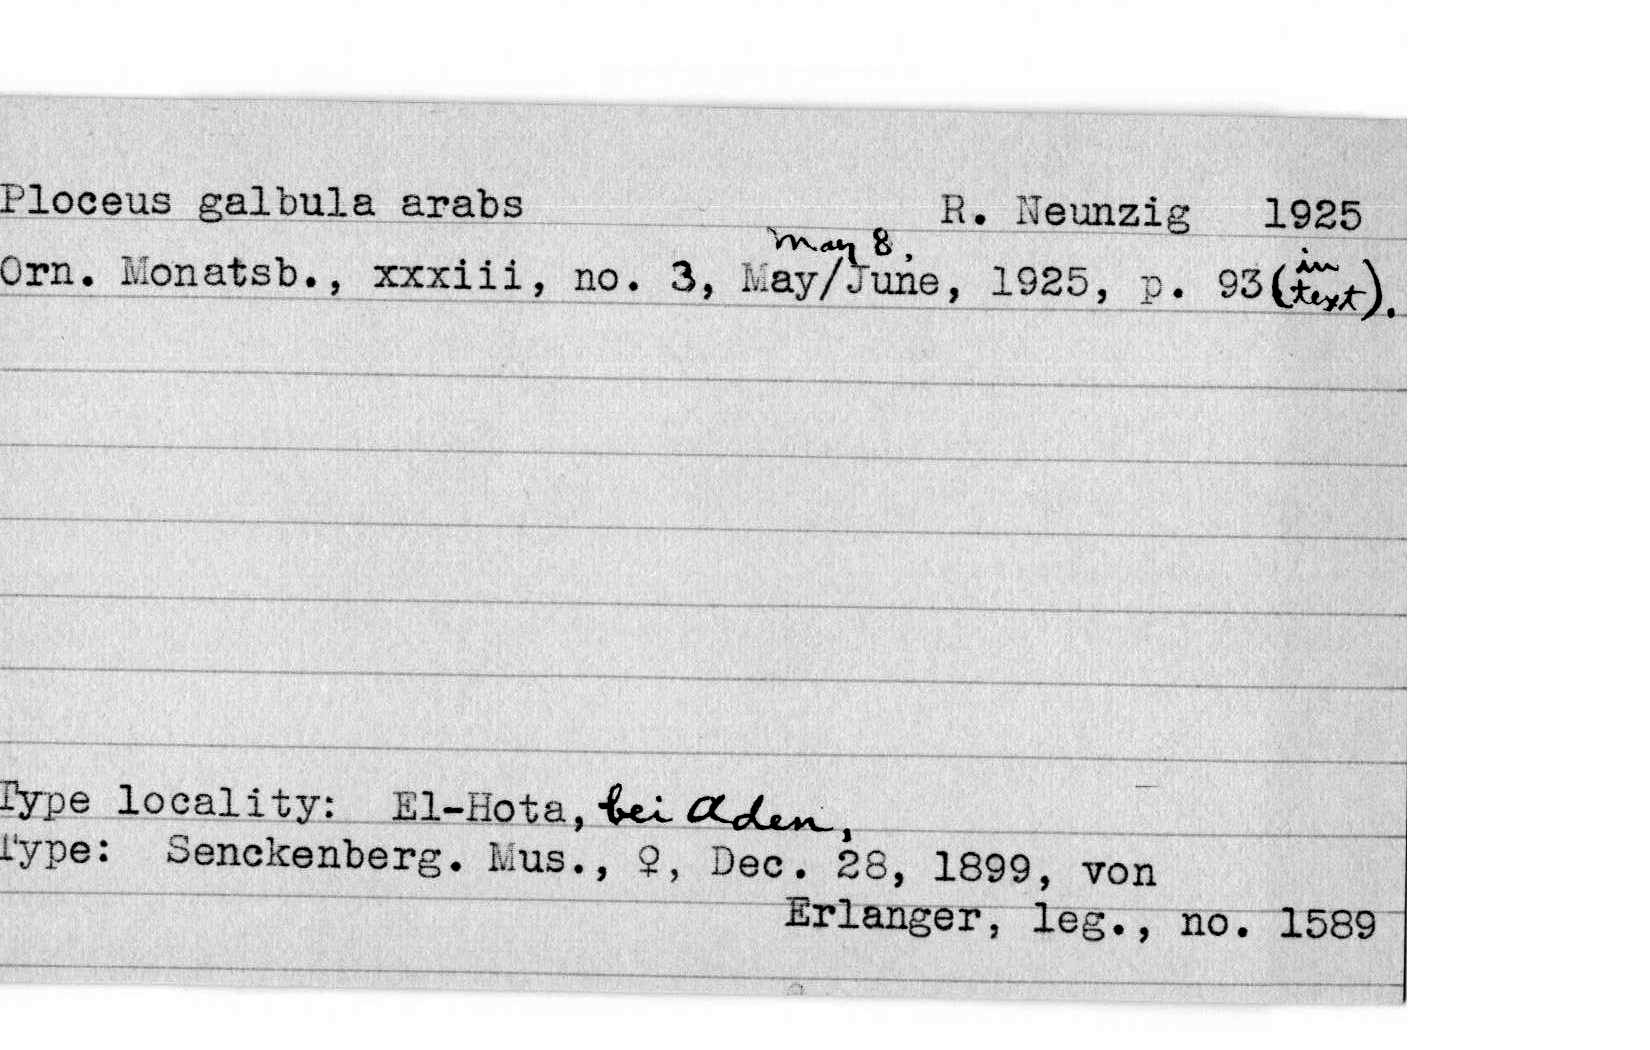 Ploceus galbula arabs R. Neunzig 1925
May 8,
Orn. Monatsb., xxxiii, no. 3, May/June, 1925, p. 93 (in text).
Type locality: El-Hota, bei Aden,
Type: Senckenberg. Mus., ♀, Dec. 28, 1899, von
Erlanger, leg., no. 1589